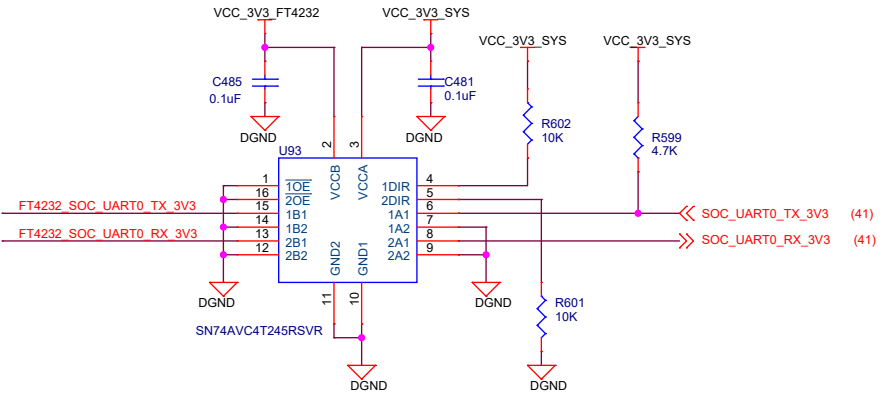 VCC_3V3_FT4232
VCC_3V3_SYS
VCC_3V3_SYS
VCC_3V3_SYS
C485
0.1uF
C481
0.1uF
R602
10K
R599
4.7K
DGND
DGND
U93
2
3
VCCB
VCCA
1
1OE
1DIR
4
16
2OE
2DIR
5
FT4232_SOC_UART0_TX_3V3
15
1B1
1A1
6
SOC_UART0_TX_3V3 (41)
14
1B2
1A2
7
FT4232_SOC_UART0_RX_3V3
13
2B1
2A1
8
SOC_UART0_RX_3V3 (41)
12
2B2
2A2
9
GND2
GND1
11
10
DGND
DGND
R601
10K
SN74AVC4T245RSVR
DGND
DGND